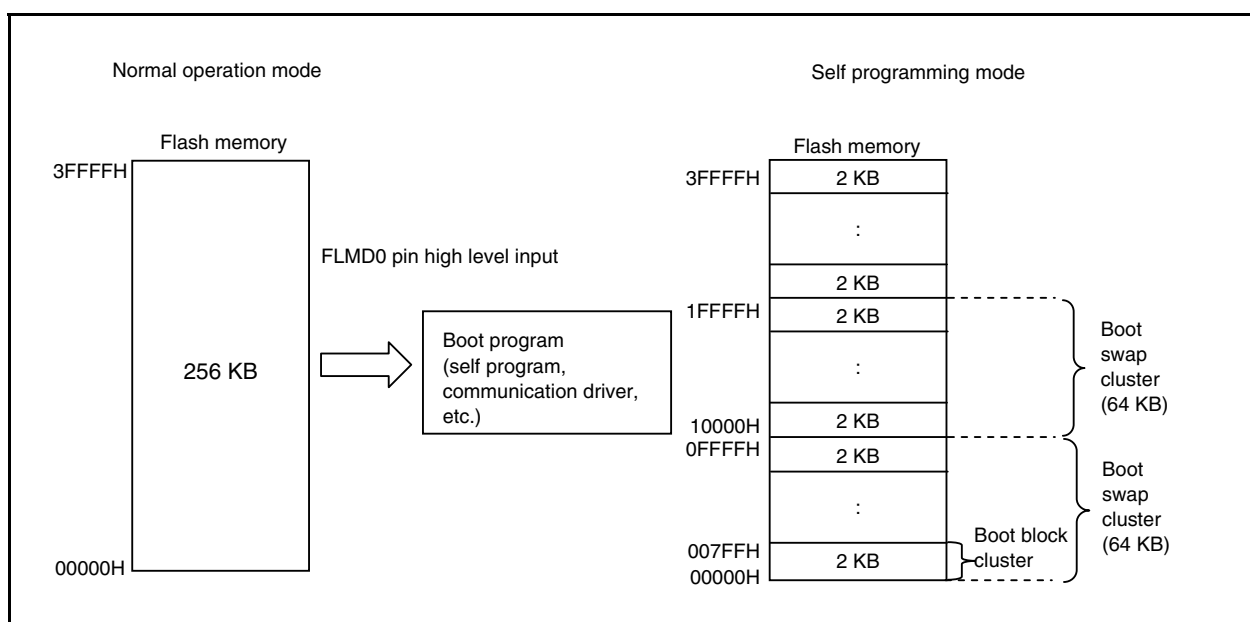 Normal operation mode
Flash memory
3FFFFH
256 KB
00000H
FLMD0 pin high level input
Boot program
(self program,
communication driver,
etc.)
Self programming mode
Flash memory
3FFFFH
2 KB
:
2 KB
1FFFFH
2 KB
:
10000H
2 KB
0FFFFH
2 KB
:
007FFH
00000H
2 KB
Boot block
cluster
Boot
swap
cluster
(64 KB)
Boot
swap
cluster
(64 KB)